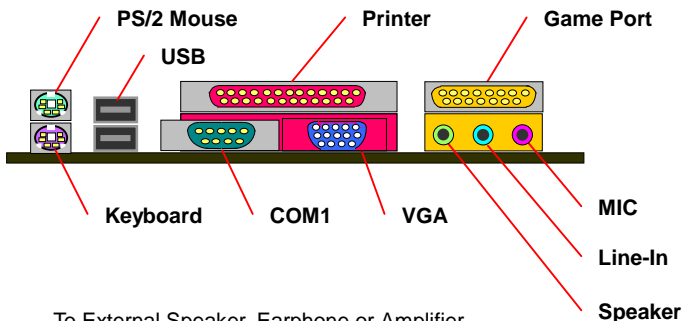 PS/2 Mouse
Printer
Game Port
USB
Keyboard
COM1
VGA
MIC
Line-In
Speaker
To External Speaker, Earphone or Amplifier